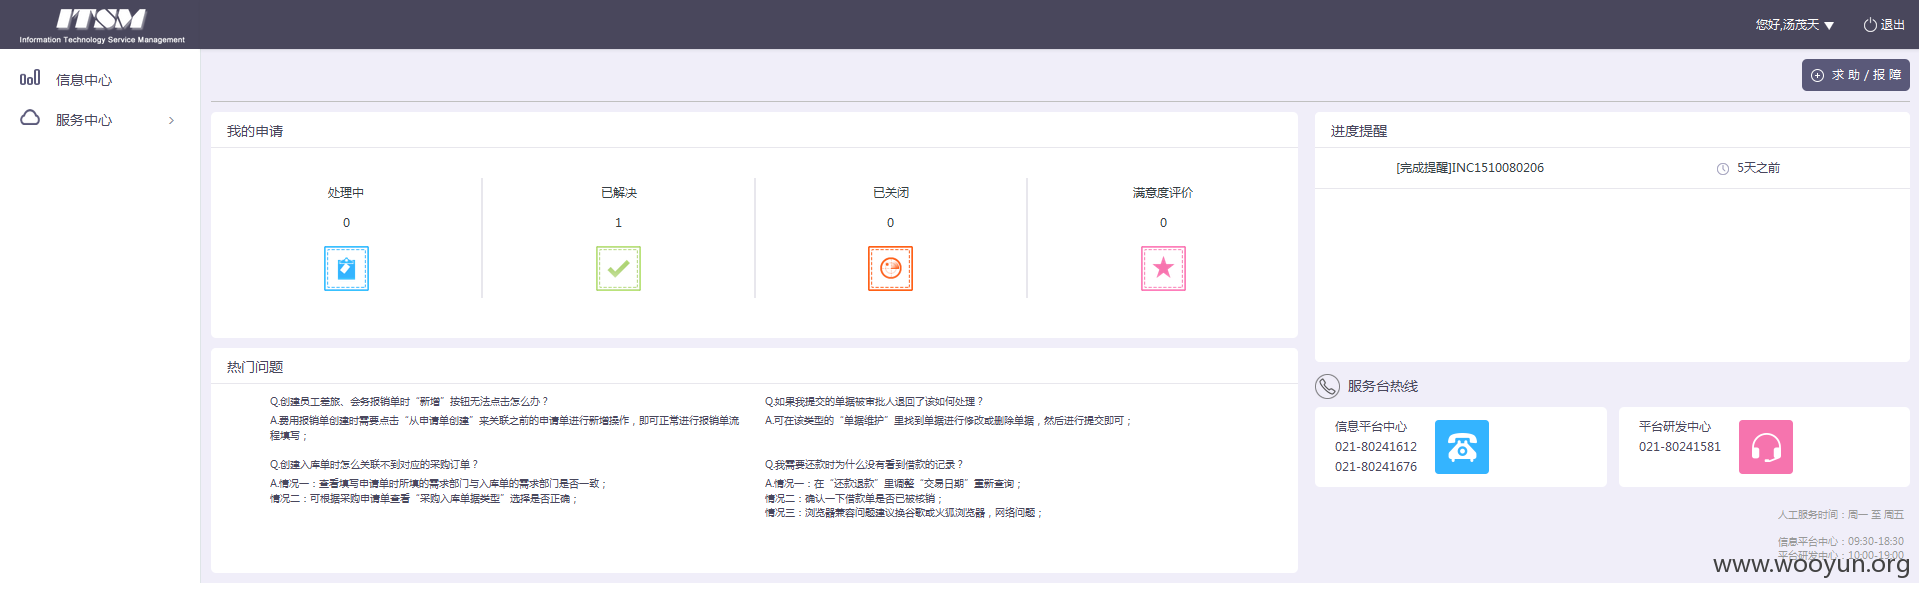 ITSM
Information Technology Service Management
您好,汤茂天
退出
信息中心
服务中心
求 助 / 报 障
我的申请
处理中
0
已解决
1
已关闭
0
满意度评价
0
进度提醒
[完成提醒]INC1510080206
5天之前
热门问题
Q.创建员工差旅、会务报销单时“新增”按钮无法点击怎么办？
A.费用报销单创建时需要点击“从申请单创建”来关联之前的申请单进行新增操作，即可正常进行报销单流
程填写；
Q.如果我提交的单据被审批人退回了该如何处理？
A.可在该类型的“单据维护”里找到单据进行修改或删除单据，然后进行提交即可；
Q.创建入库单时怎么关联不到对应的采购订单？
A.情况一：查看填写申请单时所填的需求部门与入库单的需求部门是否一致；
情况二：可根据采购申请单查看“采购入库单据类型”选择是否正确；
Q.我需要还款时为什么没有看到借款的记录？
A.情况一：在“还款退款”里调整“交易日期”重新查询；
情况二：确认一下借款单是否已被核销；
情况三：浏览器兼容问题建议换谷歌或火狐浏览器，网络问题；
服务台热线
信息平台中心
021-80241612
021-80241676
平台研发中心
021-80241581
人工服务时间：周一 至 周五
信息平台中心：09:30-18:30
平台研发中心：10:00-19:00
www.wooyun.org